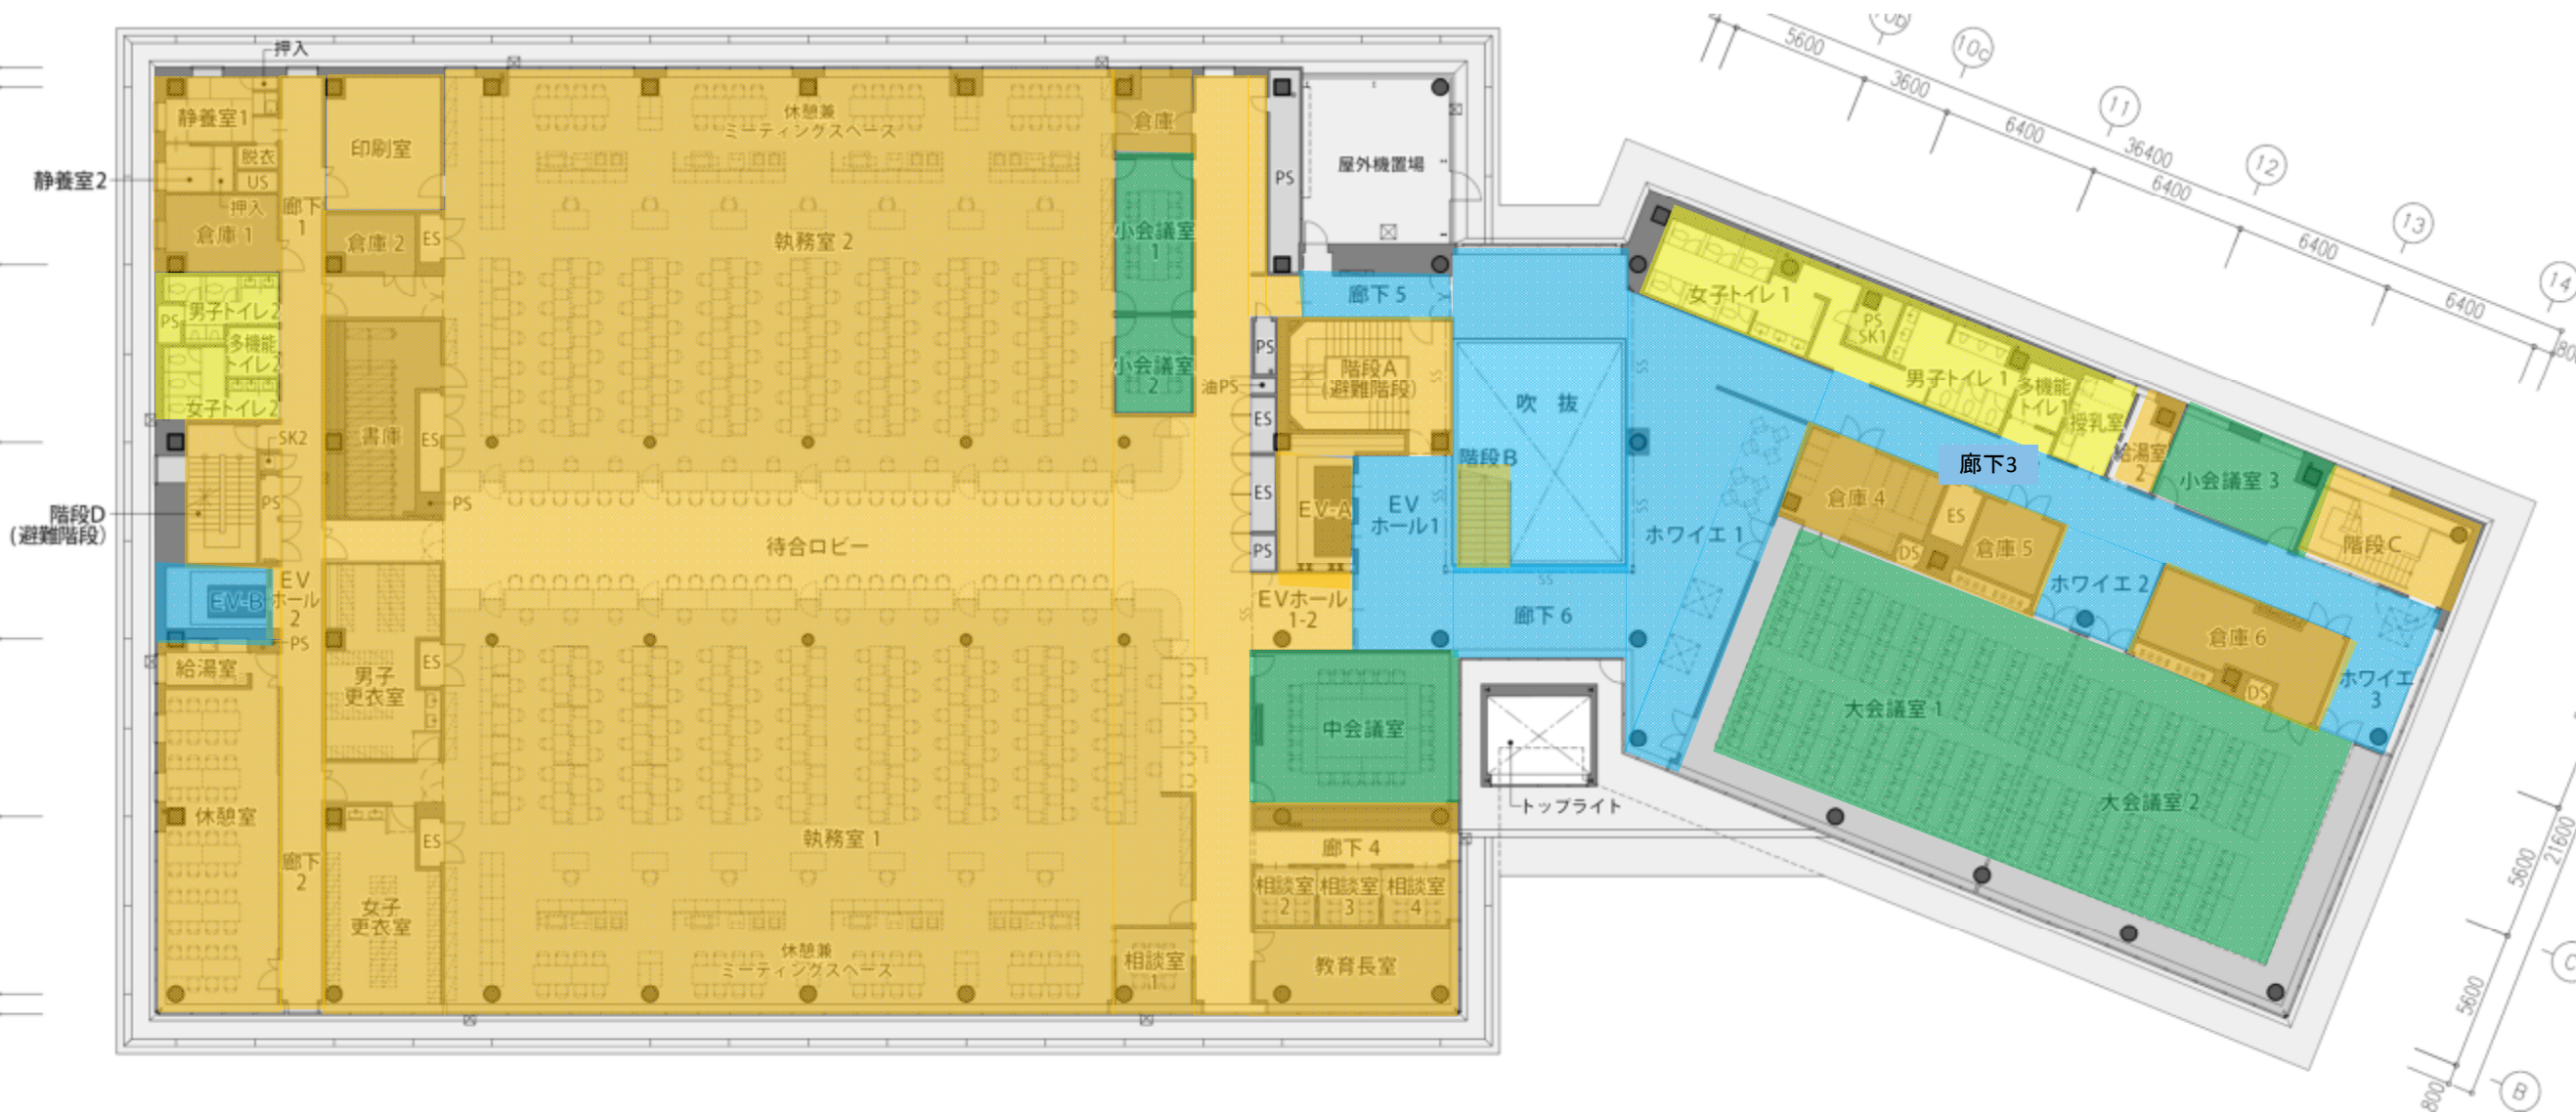 押入
静養室1
脱衣
US
静養室2
押入
倉庫 1
廊下
1
印刷室
倉庫 2
ES
男子トイレ2
PS
多機能
トイレ2
女子トイレ2
SK2
PS
書庫
ES
PS
階段D
(避難階段)
EV-B
EV
ホール
2
PS
給湯室
休憩室
廊下
2
男子
更衣室
ES
女子
更衣室
ES
休憩兼
ミーティングスペース
執務室 2
待合ロビー
執務室 1
休憩兼
ミーティングスペース
倉庫
小会議室
1
小会議室
2
相談室
1
PS
屋外機置場
廊下 5
PS
油PS
ES
ES
PS
階段A
(避難階段)
EV-A
EV
ホール1
EVホール
1-2
中会議室
廊下 4
相談室
2
相談室
3
相談室
4
教育長室
吹 抜
階段B
SS
SS
SS
SS
SS
SS
廊下 6
トップライト
ホワイエ 1
女子トイレ 1
PS
SK1
男子トイレ 1
多機能
トイレ1
授乳室
給湯室
2
廊下3
小会議室 3
階段C
倉庫 4
ES
DS
倉庫 5
ホワイエ 2
倉庫 6
DS
ホワイエ
3
大会議室 1
大会議室 2
10b
10c
11
12
13
14
5600
3600
6400
36400
6400
6400
6400
5600
21600
5600
800
B